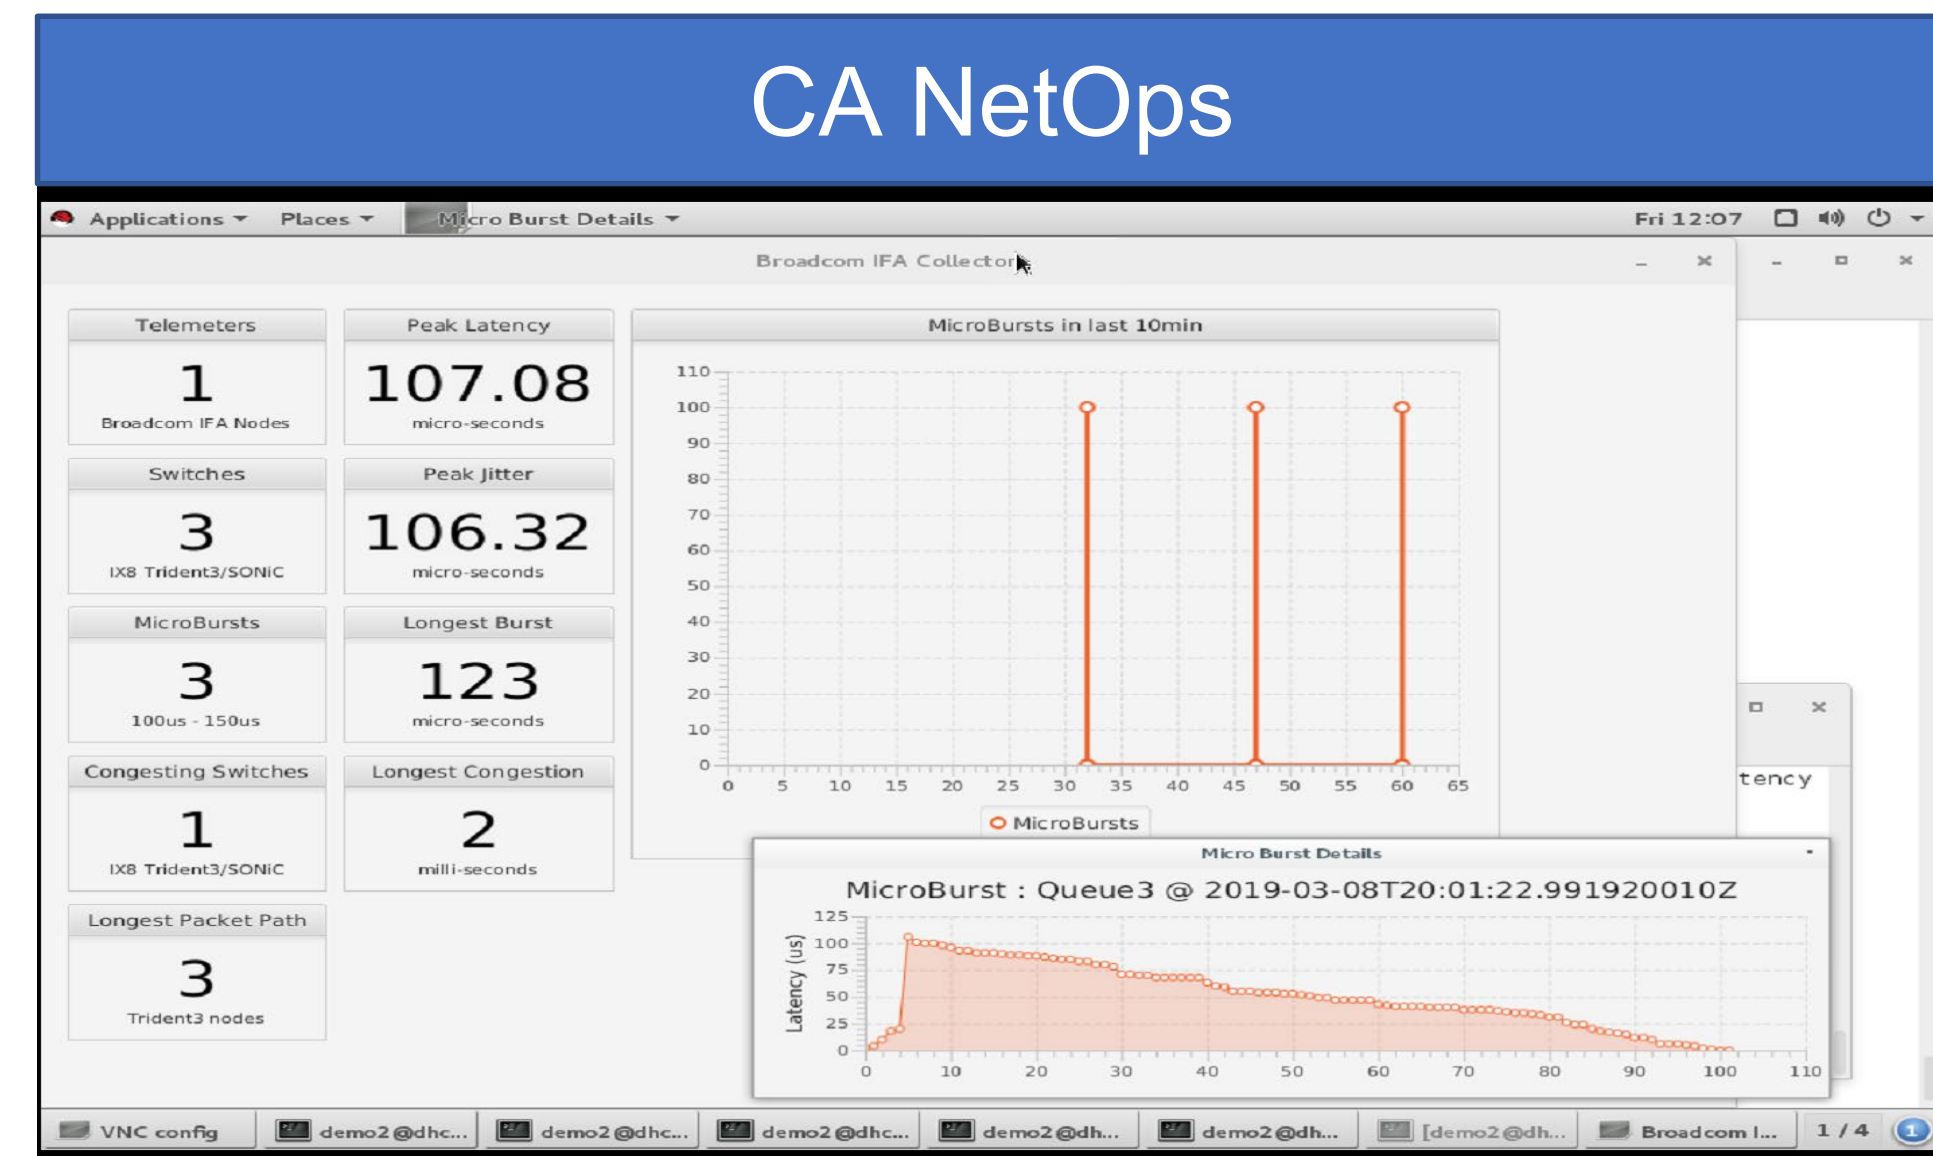 CA NetOps
Applications Places Micro Burst Details Fri 12:07
Broadcom IFA Collector
Telemeters
1
Broadcom IFA Nodes
Peak Latency
107.08
micro-seconds
Switches
3
IX8 Trident3/SONiC
Peak Jitter
106.32
micro-seconds
MicroBursts
3
100us - 150us
Longest Burst
123
micro-seconds
Congesting Switches
1
IX8 Trident3/SONiC
Longest Congestion
2
milli-seconds
Longest Packet Path
3
Trident3 nodes
MicroBursts in last 10min
110
100
90
80
70
60
50
40
30
20
10
0
0 5 10 15 20 25 30 35 40 45 50 55 60 65
MicroBursts
tency
Micro Burst Details
MicroBurst : Queue3 @ 2019-03-08T20:01:22.991920010Z
Latency (us)
125
100
75
50
25
0
0 10 20 30 40 50 60 70 80 90 100 110
VNC config demo2@dhc... demo2@dhc... demo2@dhc... demo2@dh... demo2@dh... [demo2@dh... Broadcom I... 1 / 4 1